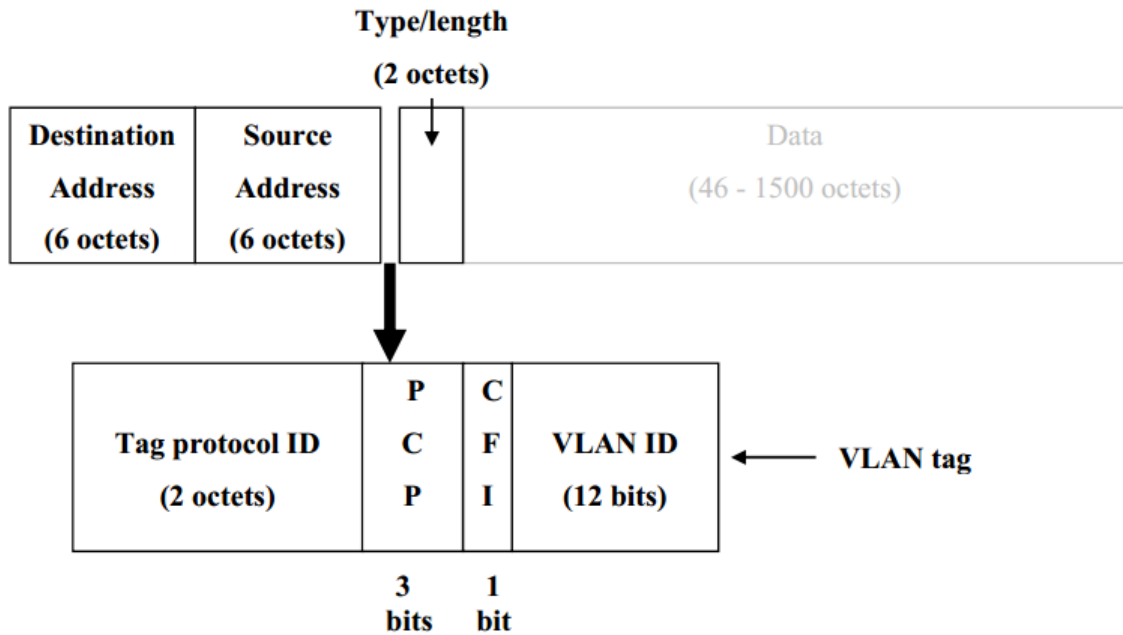 Type/length
(2 octets)
Destination
Address
(6 octets)
Source
Address
(6 octets)
Data
(46 - 1500 octets)
Tag protocol ID
(2 octets)
P
C
P
C
F
I
VLAN ID
(12 bits)
VLAN tag
3
bits
1
bit